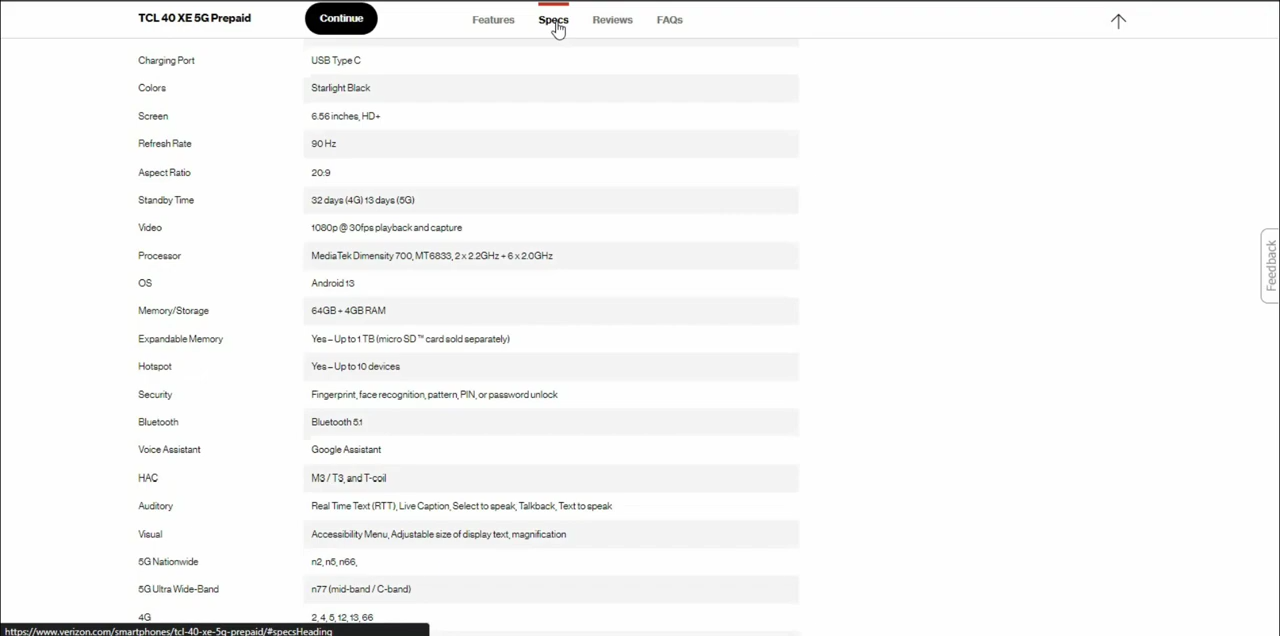 TCL 40 XE 5G Prepaid Continue Features Specs Reviews FAQs
Charging Port USB Type C
Colors Starlight Black
Screen 6.56 inches, HD+
Refresh Rate 90 Hz
Aspect Ratio 20:9
Standby Time 32 days (4G) 13 days (5G)
Video 1080p @ 30fps playback and capture
Processor MediaTek Dimensity 700, MT6833, 2 x 2.2GHz + 6 x 2.0GHz
OS Android 13
Memory/Storage 64GB + 4GB RAM
Expandable Memory Yes – Up to 1 TB (micro SD™ card sold separately)
Hotspot Yes – Up to 10 devices
Security Fingerprint, face recognition, pattern, PIN, or password unlock
Bluetooth Bluetooth 5.1
Voice Assistant Google Assistant
HAC M3 / T3, and T-coil
Auditory Real Time Text (RTT), Live Caption, Select to speak, Talkback, Text to speak
Visual Accessibility Menu, Adjustable size of display text, magnification
5G Nationwide n2, n5, n66,
5G Ultra Wide-Band n77 (mid-band / C-band)
4G 2, 4, 5, 12, 13, 66
https://www.verizon.com/smartphones/tcl-40-xe-5g-prepaid/#specsHeading
Feedback